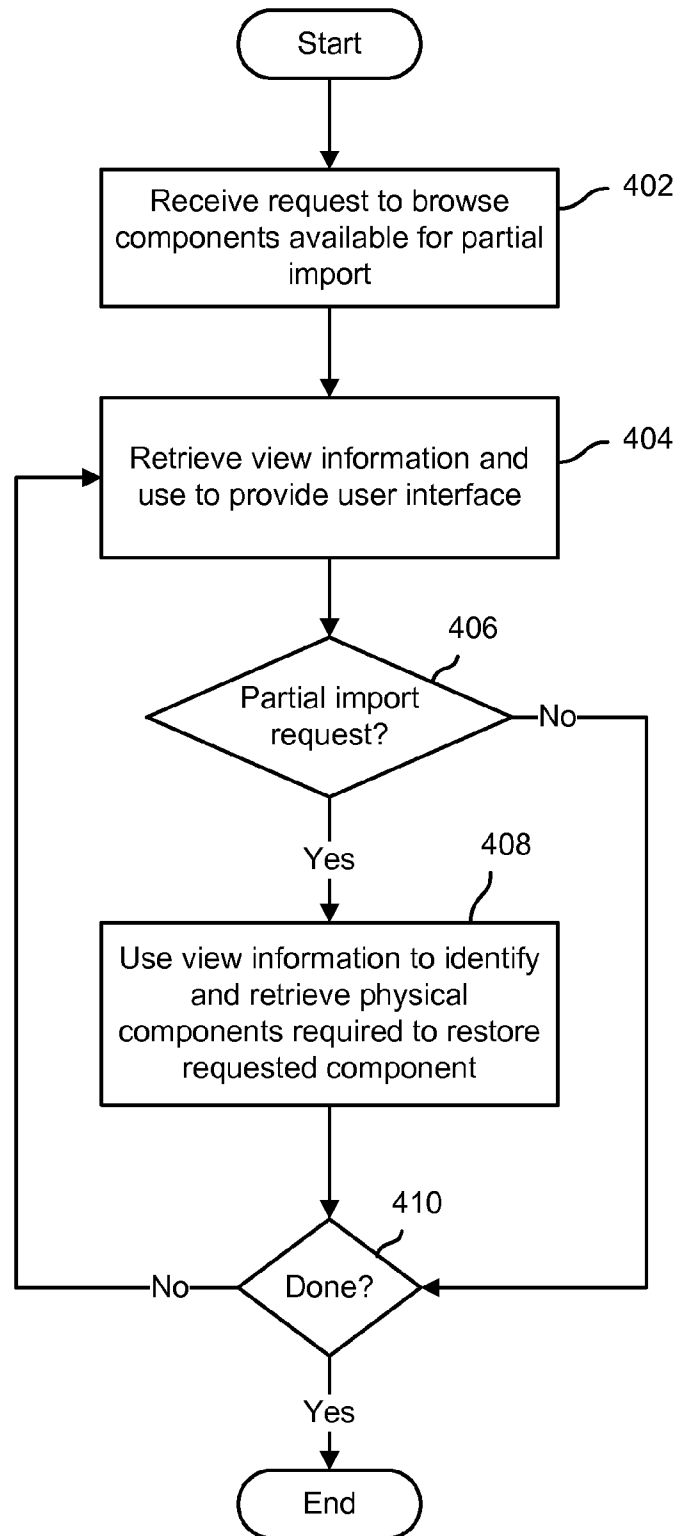 Start
Receive request to browse
components available for partial
import
402
Retrieve view information and
use to provide user interface
404
406
Partial import
request?
No
Yes
408
Use view information to identify
and retrieve physical
components required to restore
requested component
410
Done?
No
Yes
End